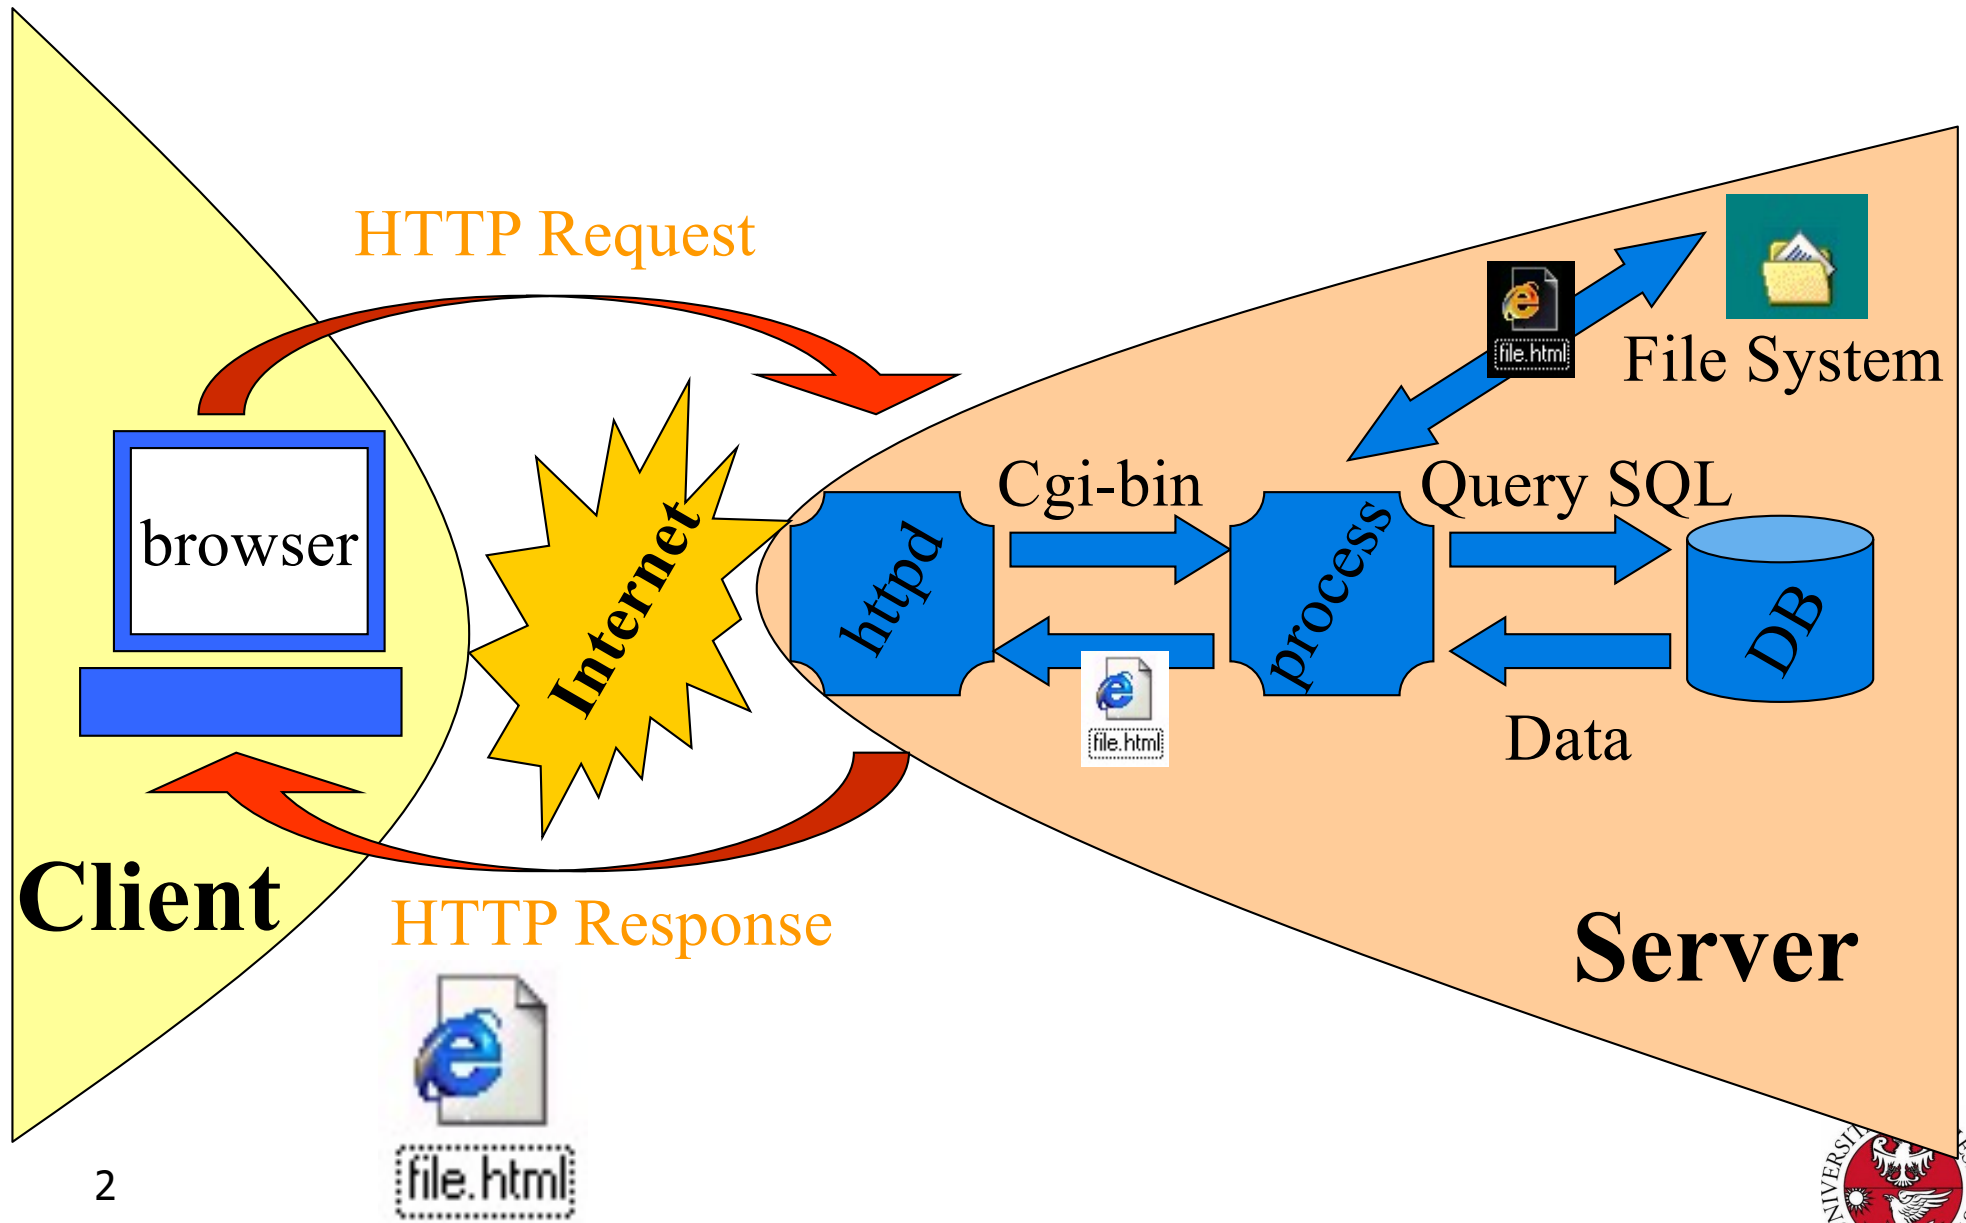 HTTP Request
file.html
File System
Cgi-bin
Query SQL
browser
Internet
httpd
process
DB
file.html
Data
Client
HTTP Response
Server
file.html
2